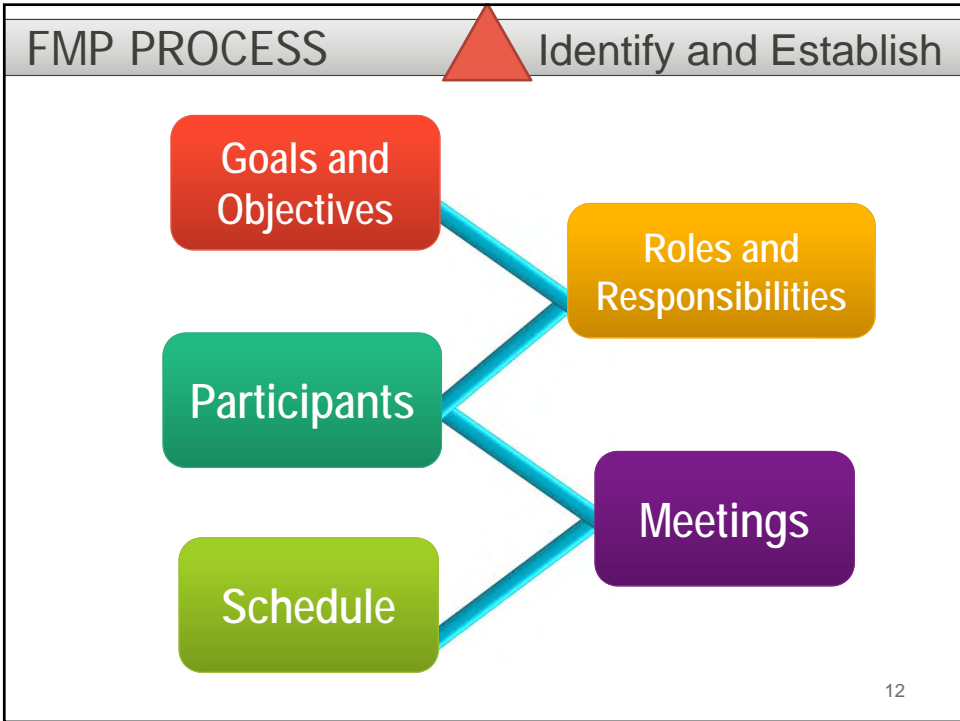 FMP PROCESS
Identify and Establish
Goals and
Objectives
Roles and
Responsibilities
Participants
Meetings
Schedule
12